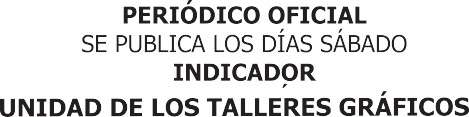 PERIÓDICO OFICIAL
SE PUBLICA LOS DÍAS SÁBADO
INDICADOR
UNIDAD DE LOS TALLERES GRÁFICOS